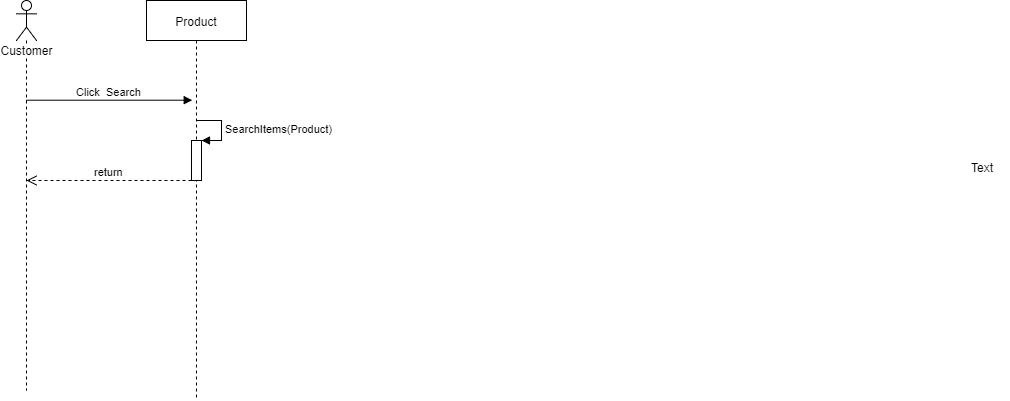 Product
Customer
Click  Search
SearchItems(Product)
return
Text